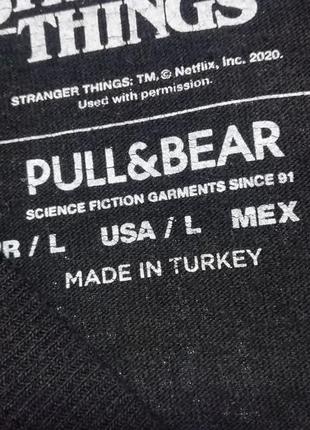 THINGS
STRANGER THINGS: TM, © Netflix, Inc. 2020.
Used with permission.
PULL&BEAR
SCIENCE FICTION GARMENTS SINCE 91
/ L USA / L MEX
MADE IN TURKEY